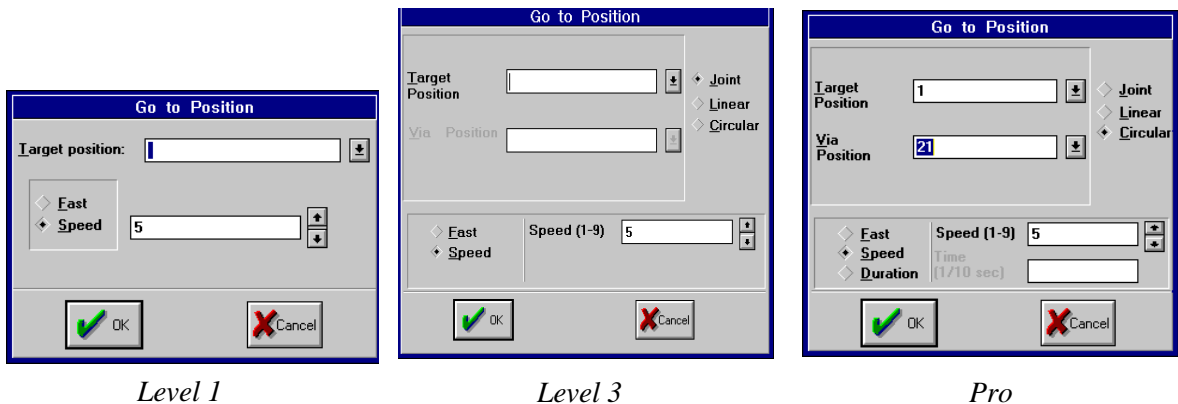 Go to Position
Target position:
Fast
Speed
5
OK
Cancel
Level 1
Go to Position
Target
Position
Joint
Linear
Circular
Via Position
Fast
Speed
Speed (1-9)
5
OK
Cancel
Level 3
Go to Position
Target
Position
1
Joint
Linear
Circular
Via
Position
21
Fast
Speed
Duration
Speed (1-9)
5
Time
(1/10 sec)
OK
Cancel
Pro